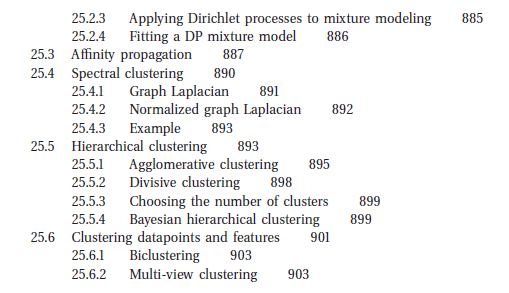 25.2.3 Applying Dirichlet processes to mixture modeling 885
25.2.4 Fitting a DP mixture model 886
25.3 Affinity propagation 887
25.4 Spectral clustering 890
25.4.1 Graph Laplacian 891
25.4.2 Normalized graph Laplacian 892
25.4.3 Example 893
25.5 Hierarchical clustering 893
25.5.1 Agglomerative clustering 895
25.5.2 Divisive clustering 898
25.5.3 Choosing the number of clusters 899
25.5.4 Bayesian hierarchical clustering 899
25.6 Clustering datapoints and features 901
25.6.1 Biclustering 903
25.6.2 Multi-view clustering 903